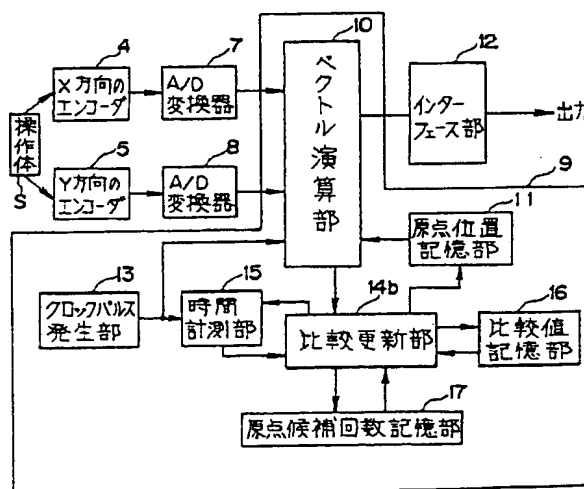 4
X方向の
エンコーダ
7
A/D
変換器
10
ベクトル演算部
12
インター
フェース部
出力
操作体
S
5
Y方向の
エンコーダ
8
A/D
変換器
9
11
原点位置
記憶部
13
クロックパルス
発生部
15
時間
計測部
14b
比較更新部
16
比較値
記憶部
17
原点候補回数記憶部